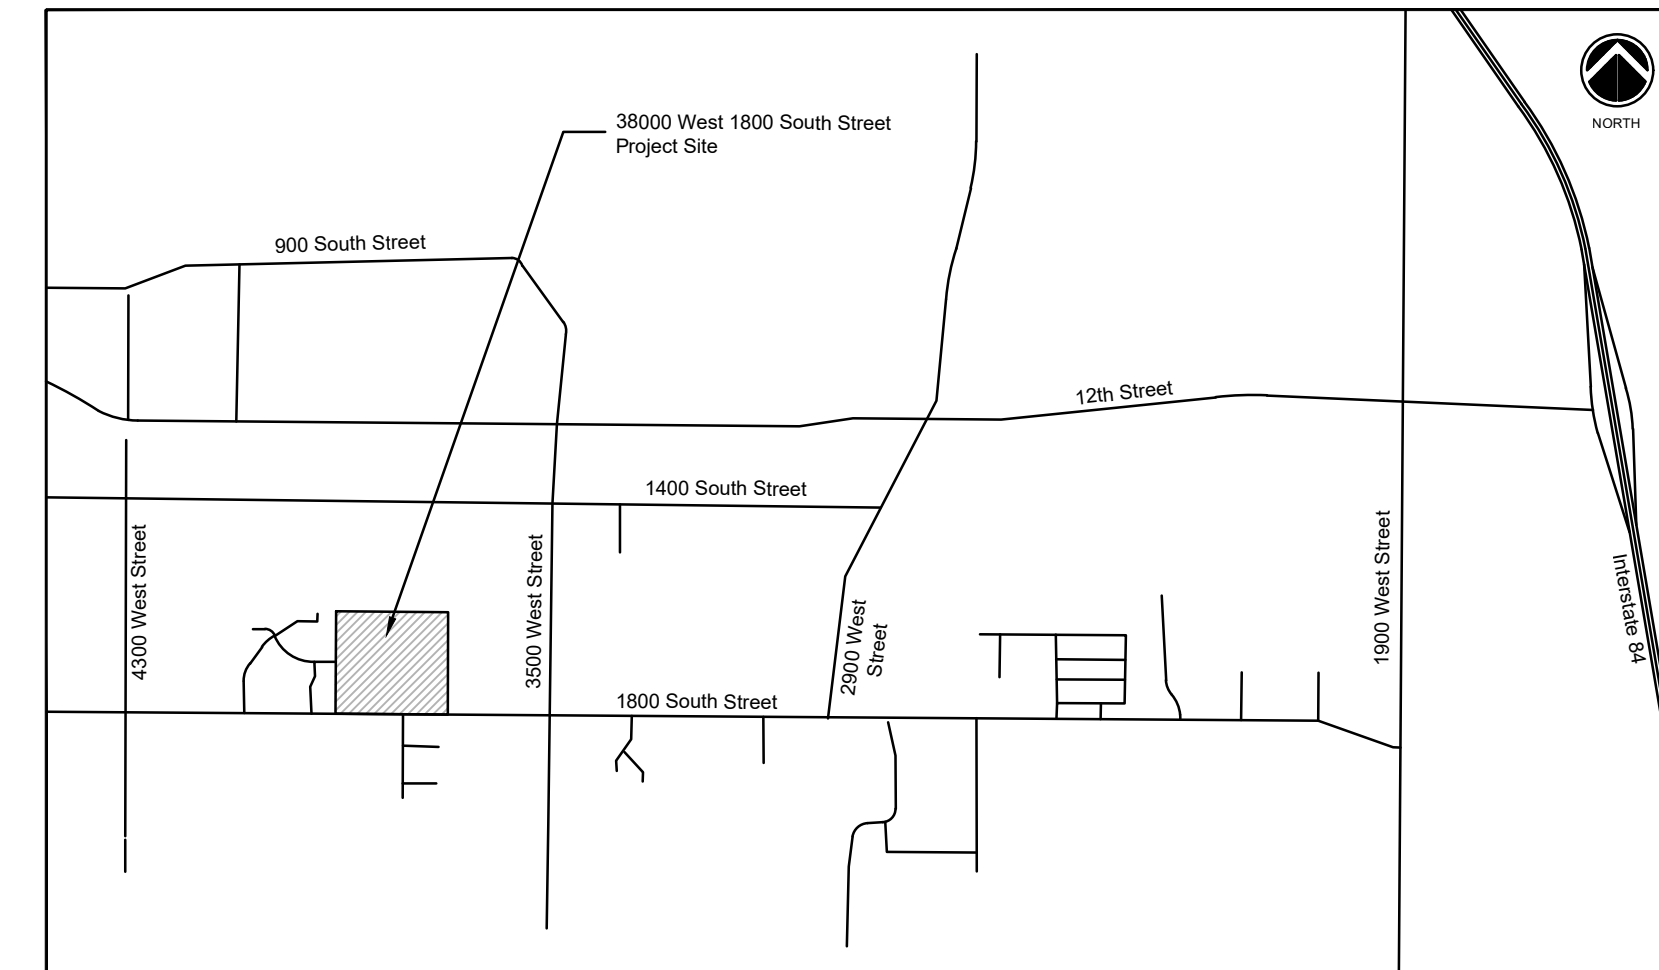 38000 West 1800 South Street
Project Site
NORTH
900 South Street
12th Street
1400 South Street
4300 West Street
3500 West Street
2900 West
Street
1900 West Street
Interstate 84
1800 South Street